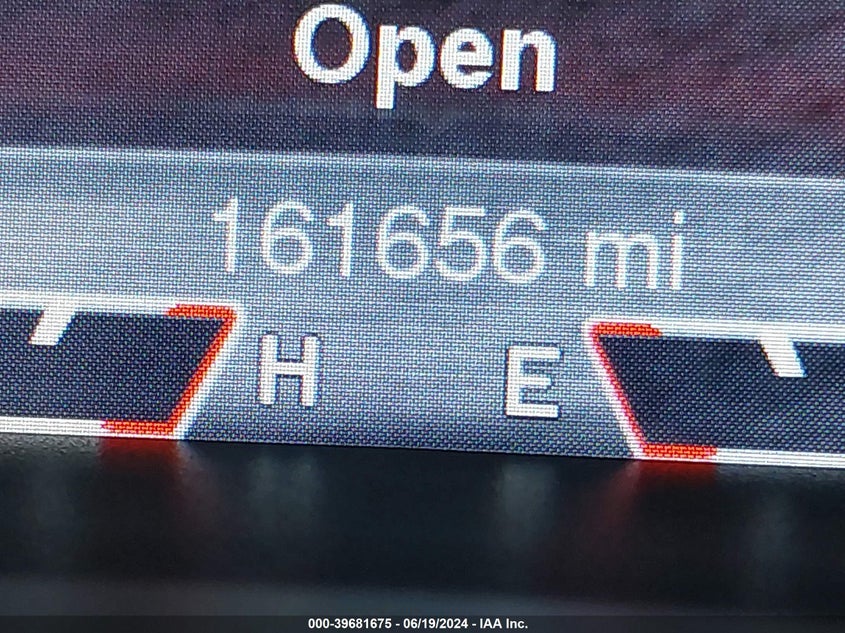 Open
161656 mi
H E
000-39681675 - 06/19/2024 - IAA Inc.